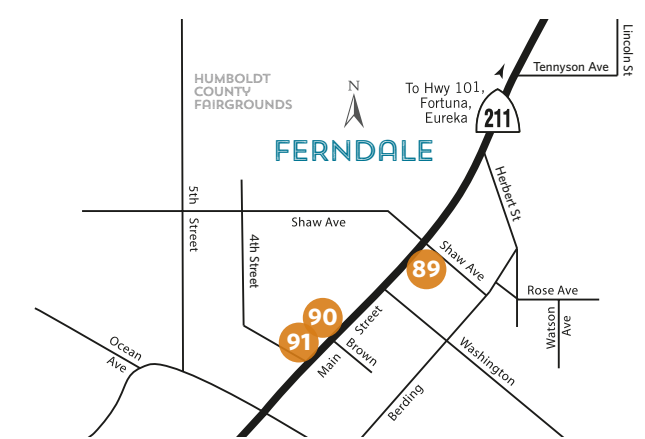 Lincoln St
Tennyson Ave
HUMBOLDT
COUNTY
FAIRGROUNDS
N
To Hwy 101,
Fortuna,
Eureka
211
FERNDALE
Herbert St
5th Street
Shaw Ave
4th Street
Shaw Ave
89
Rose Ave
90
91
Main Street
Brown
Washington
Watson
Ave
Ocean
Ave
Berding